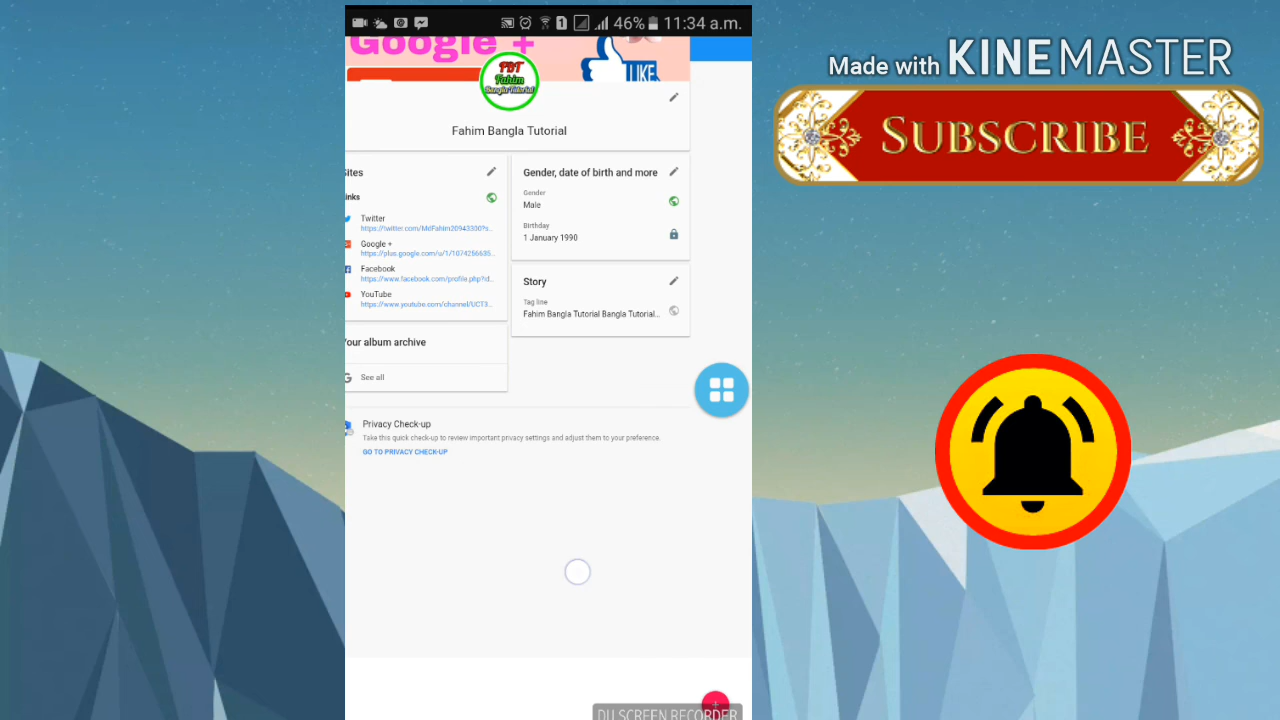 46% 11:34 a.m.
Made with KINEMASTER
SUBSCRIBE
Google +
LIKE
FBT
Fahim
Bangla Tutorial
Fahim Bangla Tutorial
Sites
Links
Twitter
https://twitter.com/MdFahim20943300?s...
Google +
https://plus.google.com/u/1/1074256635...
Facebook
https://www.facebook.com/profile.php?id...
YouTube
https://www.youtube.com/channel/UCT3...
Your album archive
See all
Gender, date of birth and more
Gender
Male
Birthday
1 January 1990
Story
Tag line
Fahim Bangla Tutorial Bangla Tutorial...
Privacy Check-up
Take this quick check-up to review important privacy settings and adjust them to your preference.
GO TO PRIVACY CHECK-UP
DU SCREEN RECORDER